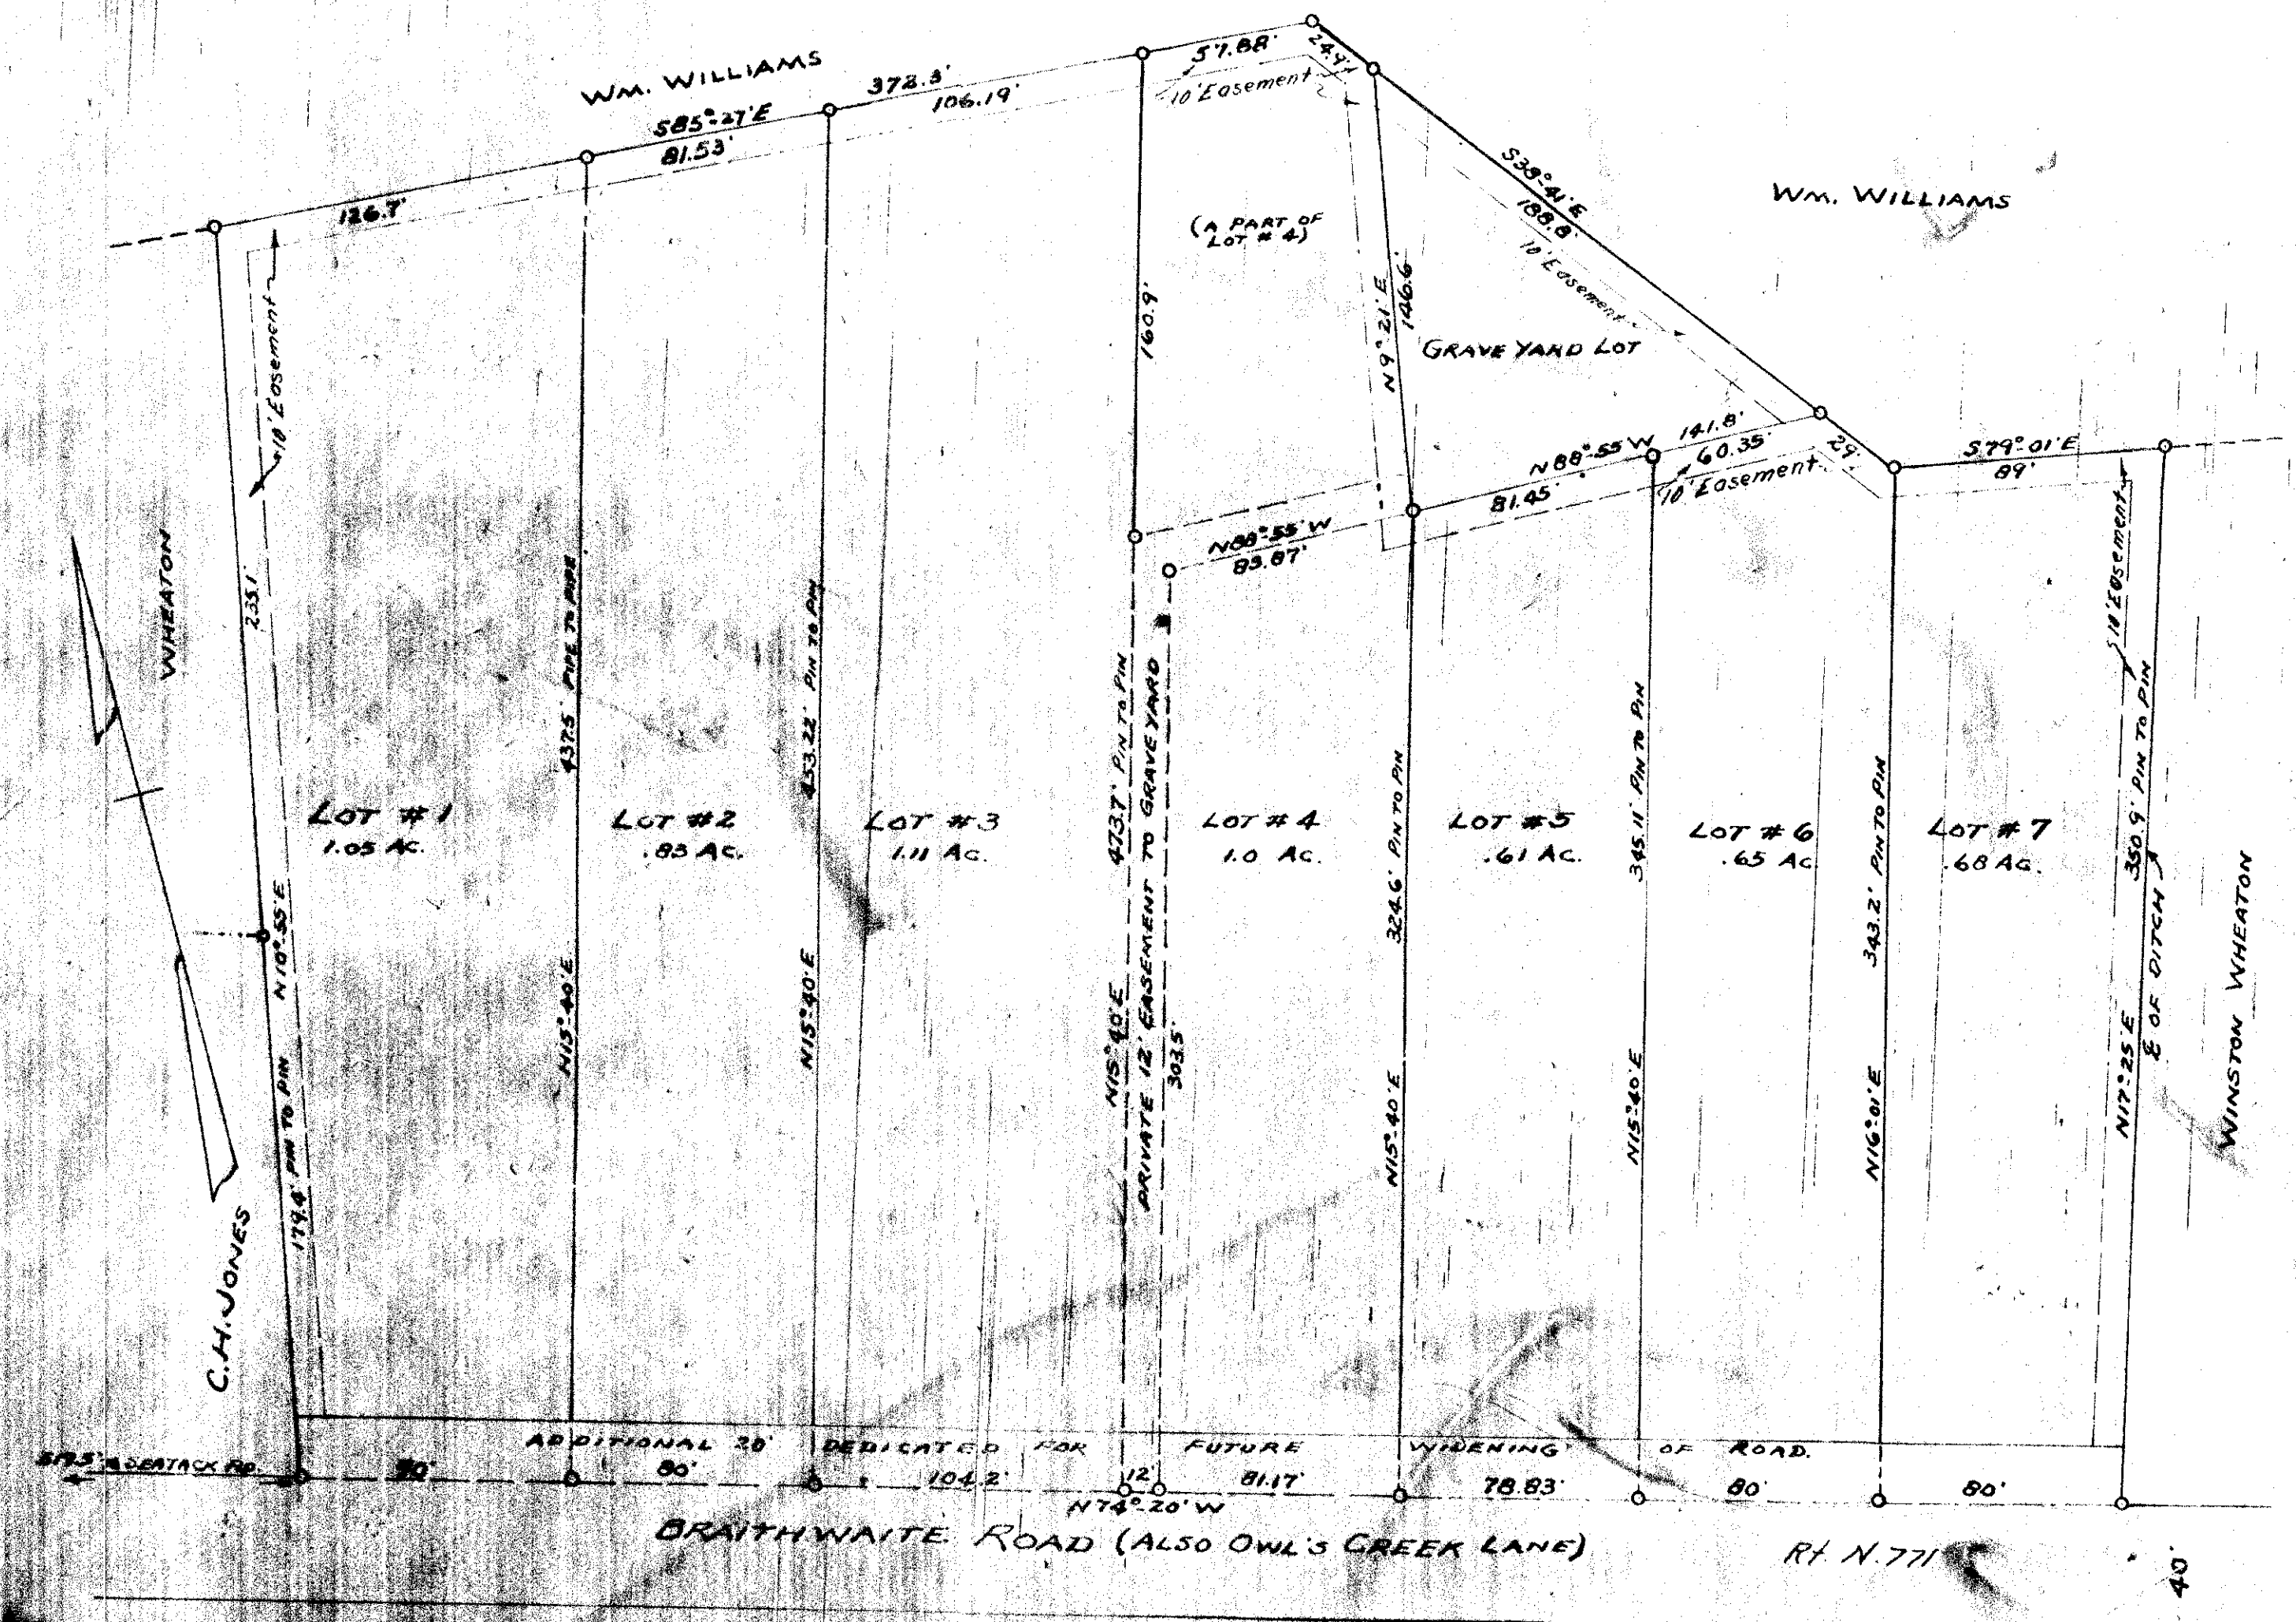 WM. WILLIAMS
S85°-27'E
372.3'
126.7'
81.53'
106.19'
57.88'
24.9'
10' Easement
S38°-41'E
188.8'
10' Easement
WM. WILLIAMS
(A PART OF
LOT # 4)
160.9'
N9°-21'E
146.6'
GRAVE YARD LOT
N88°-55'W
141.8'
81.45'
60.35'
10' Easement
29'
S79°-01'E
89'
N88°-55'W
83.87'
10' Easement
10' Easement
WHEATON
235.1'
N10°-55'E
179.4' PIN TO PIN
C.H. JONES
437.5' PIPE TO PIPE
N15°-40'E
453.22' PIN TO PIN
N15°-40'E
473.7' PIN TO PIN
N15°-40'E
PRIVATE 12' EASEMENT TO GRAVE YARD
303.5'
324.6' PIN TO PIN
N15°-40'E
345.11' PIN TO PIN
N15°-40'E
343.2' PIN TO PIN
N16°-01'E
350.9' PIN TO PIN
N17°-25'E
₠ OF DITCH
WINSTON WHEATON
LOT #1
1.05 AC.
LOT #2
.83 AC.
LOT #3
1.11 AC.
LOT # 4
1.0 AC.
LOT #5
.61 AC.
LOT # 6
.65 AC
LOT # 7
.68 AC.
ADDITIONAL 20' DEDICATED FOR FUTURE WIDENING OF ROAD.
90'
80'
104.2'
12'
81.17'
78.83'
80'
80'
N74°-20'W
BRAITHWAITE ROAD (ALSO OWL'S CREEK LANE)
Rt N. 771
40'